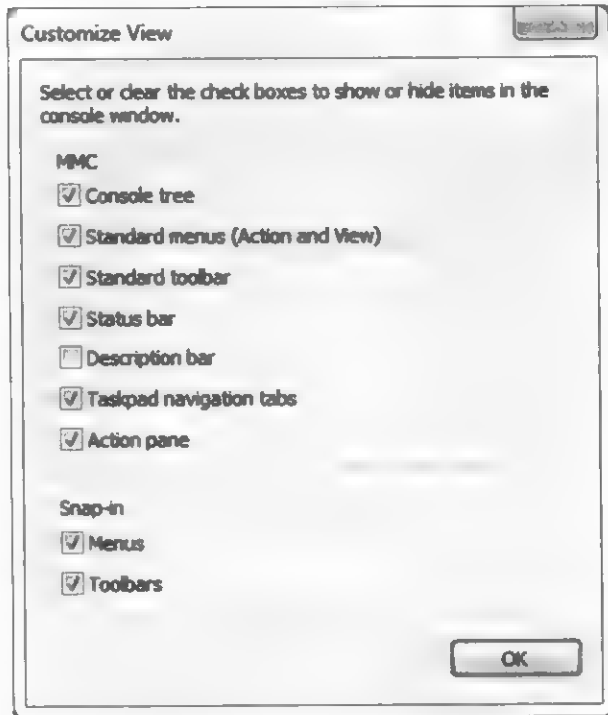 Customize View
Select or clear the check boxes to show or hide items in the
console window.
MMC
Console tree
Standard menus (Action and View)
Standard toolbar
Status bar
Description bar
Taskpad navigation tabs
Action pane
Snap-in
Menus
Toolbars
OK